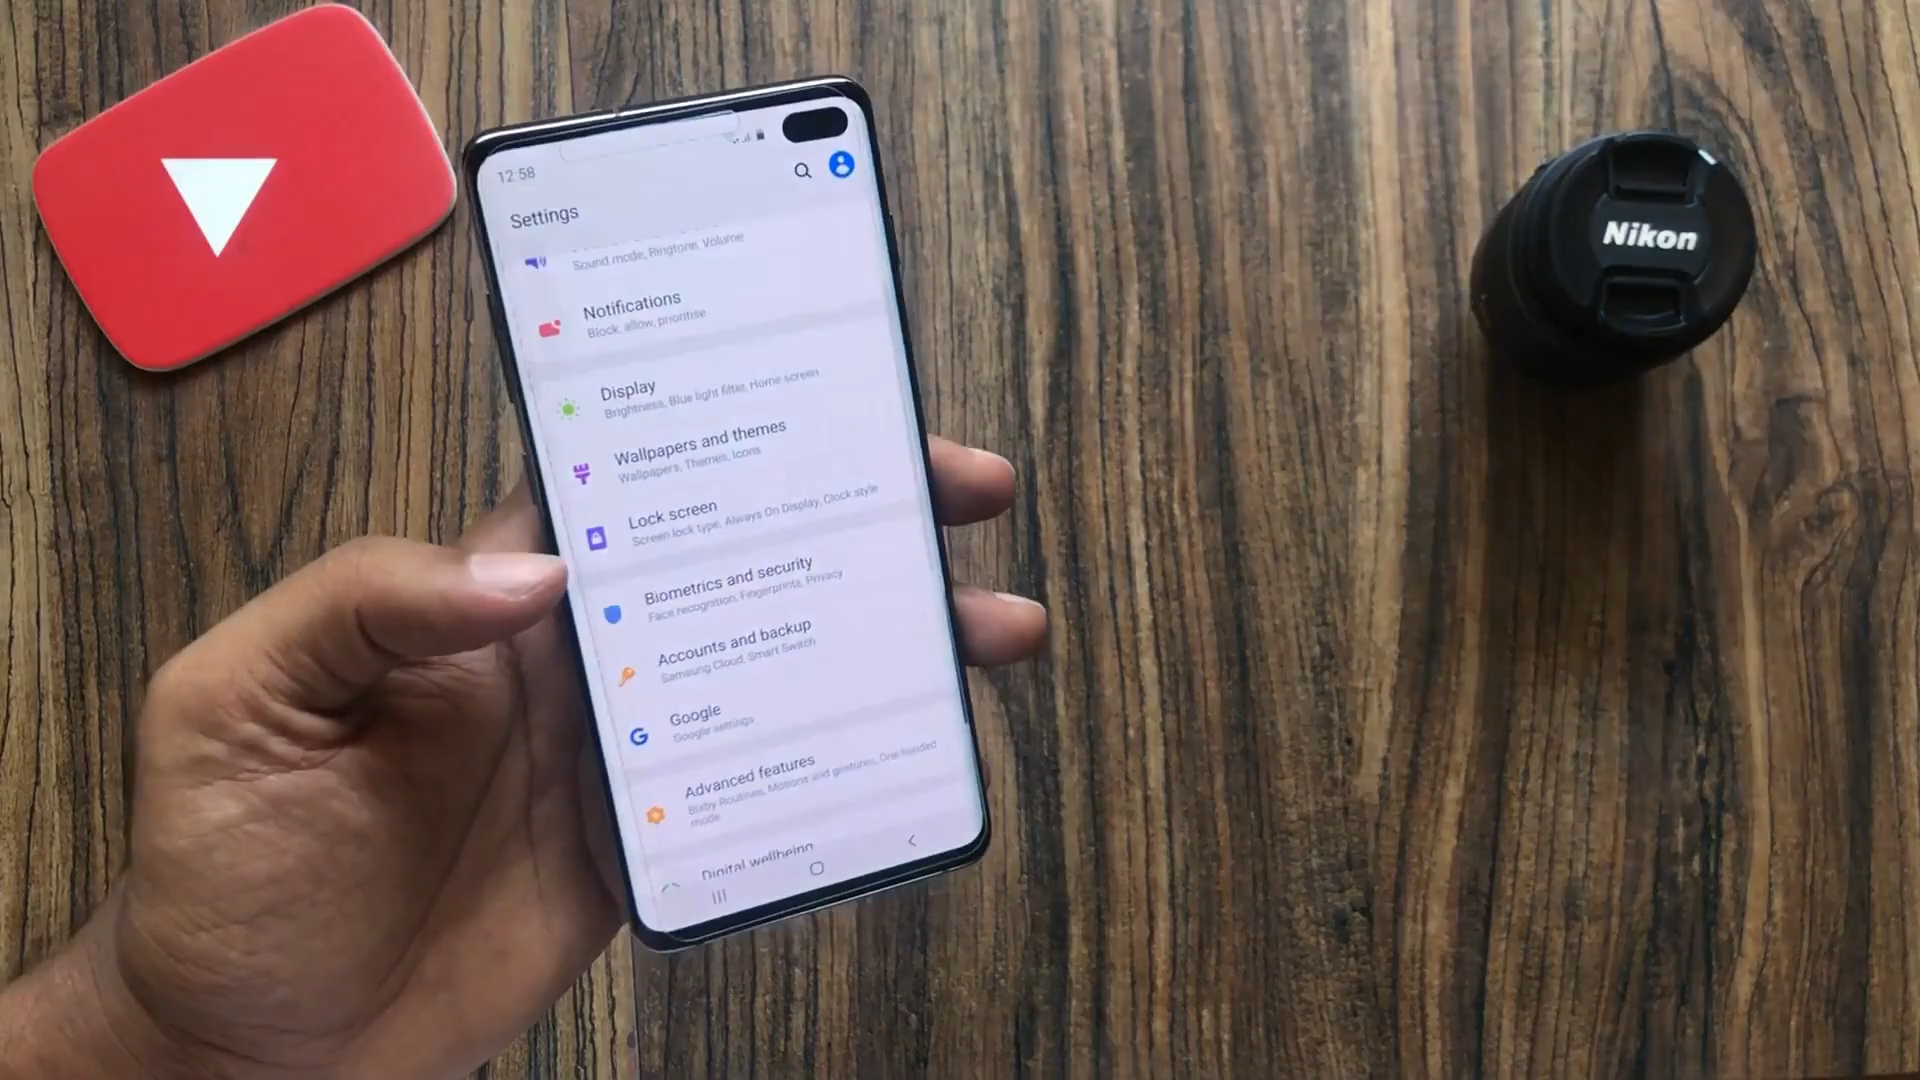 12:58
Settings
Sound mode, Ringtone, Volume
Notifications
Block, allow, prioritise
Display
Brightness, Blue light filter, Home screen
Wallpapers and themes
Wallpapers, Themes, Icons
Lock screen
Screen lock type, Always On Display, Clock style
Biometrics and security
Face recognition, Fingerprints, Privacy
Accounts and backup
Samsung Cloud, Smart Switch
Google
Google settings
Advanced features
Bixby Routines, Motions and gestures, One-handed
mode
Digital wellbeing
Nikon